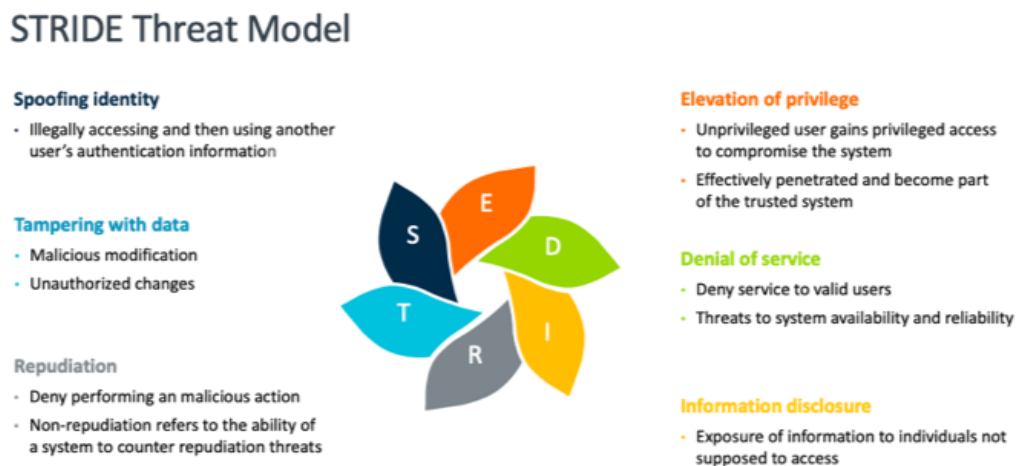 STRIDE Threat Model
Spoofing identity
• Illegally accessing and then using another
user's authentication information
Tampering with data
• Malicious modification
• Unauthorized changes
Repudiation
• Deny performing an malicious action
• Non-repudiation refers to the ability of
a system to counter repudiation threats
S
E
D
T
I
R
Elevation of privilege
• Unprivileged user gains privileged access
to compromise the system
• Effectively penetrated and become part
of the trusted system
Denial of service
• Deny service to valid users
• Threats to system availability and reliability
Information disclosure
• Exposure of information to individuals not
supposed to access